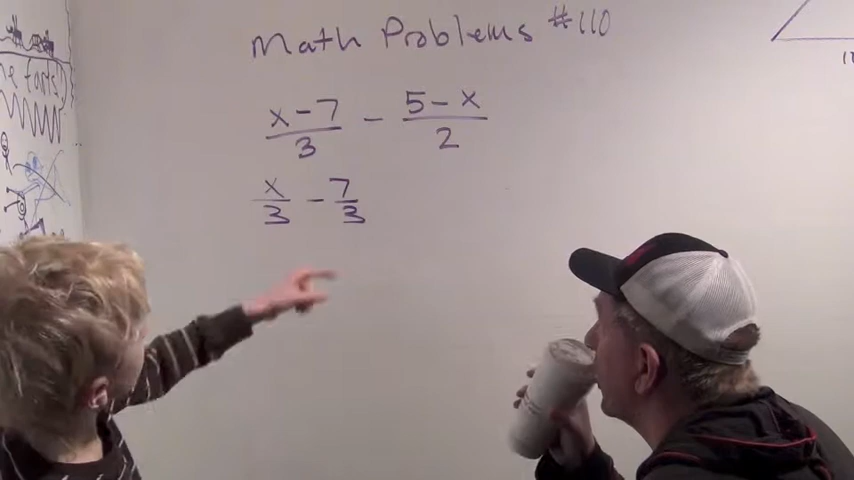 Math Problems #110
x-7/3 - 5-x/2
x/3 - 7/3